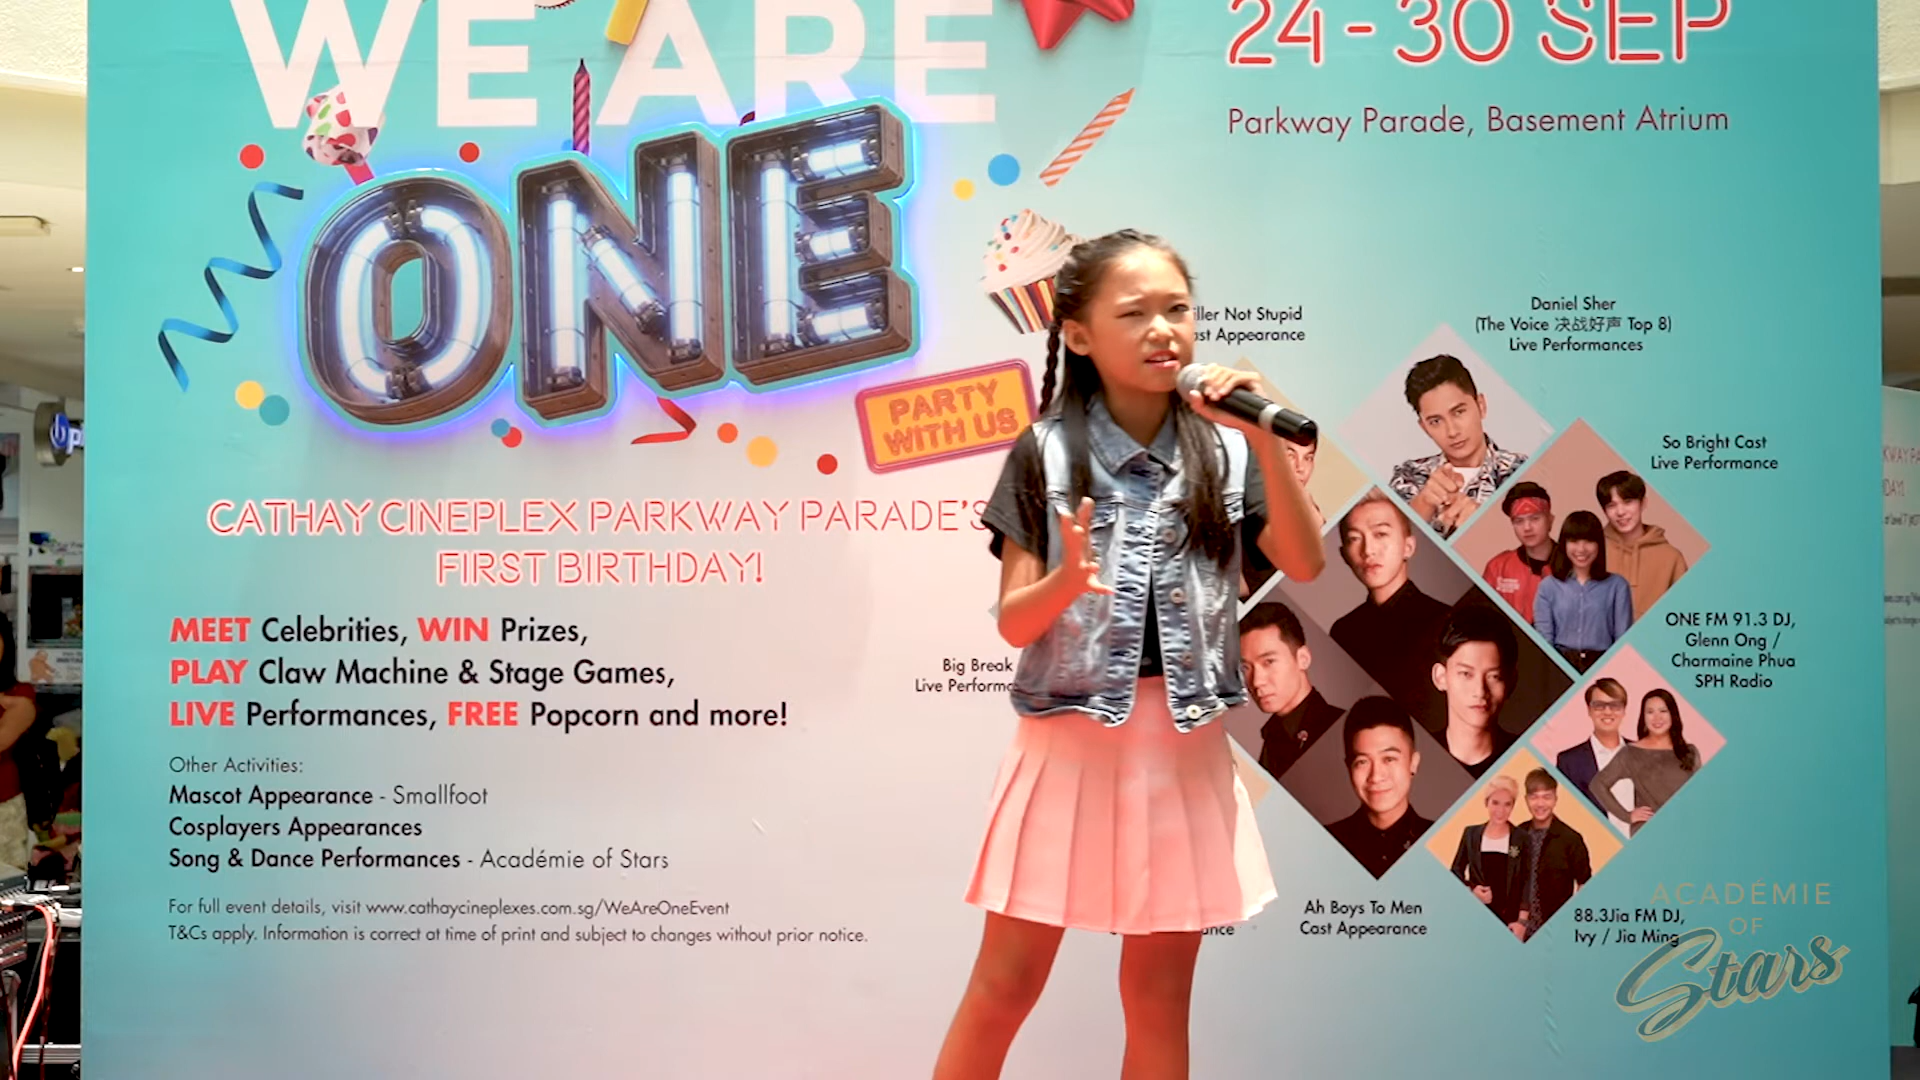 WE ARE
ONE
PARTY
WITH US
24 - 30 SEP
Parkway Parade, Basement Atrium
CATHAY CINEPLEX PARKWAY PARADE'S
FIRST BIRTHDAY!
MEET Celebrities, WIN Prizes,
PLAY Claw Machine & Stage Games,
LIVE Performances, FREE Popcorn and more!
Other Activities:
Mascot Appearance - Smallfoot
Cosplayers Appearances
Song & Dance Performances - Académie of Stars
For full event details, visit www.cathaycineplexes.com.sg/WeAreOneEvent
T&Cs apply. Information is correct at time of print and subject to changes without prior notice.
Not Stupid
Appearance
Daniel Sher
(The Voice 决战好声 Top 8)
Live Performances
So Bright Cast
Live Performance
ONE FM 91.3 DJ,
Glenn Ong /
Charmaine Phua
SPH Radio
Big Break
Live
Ah Boys To Men
Cast Appearance
88.3Jia FM DJ,
Ivy / Jia Ming
ACADÉMIE
OF
Stars